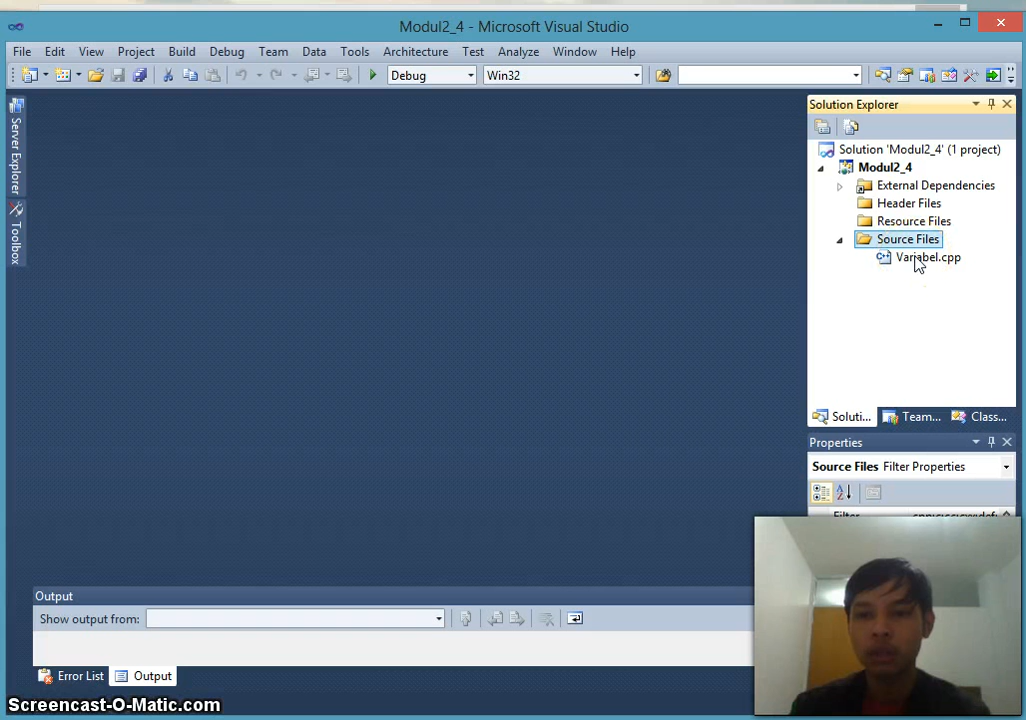 Modul2_4 - Microsoft Visual Studio
File Edit View Project Build Debug Team Data Tools Architecture Test Analyze Window Help
Debug Win32
Server Explorer
Toolbox
Solution Explorer
Solution 'Modul2_4' (1 project)
Modul2_4
External Dependencies
Header Files
Resource Files
Source Files
Variabel.cpp
Soluti... Team... Class...
Properties
Source Files Filter Properties
Output
Show output from:
Error List Output
Screencast-O-Matic.com